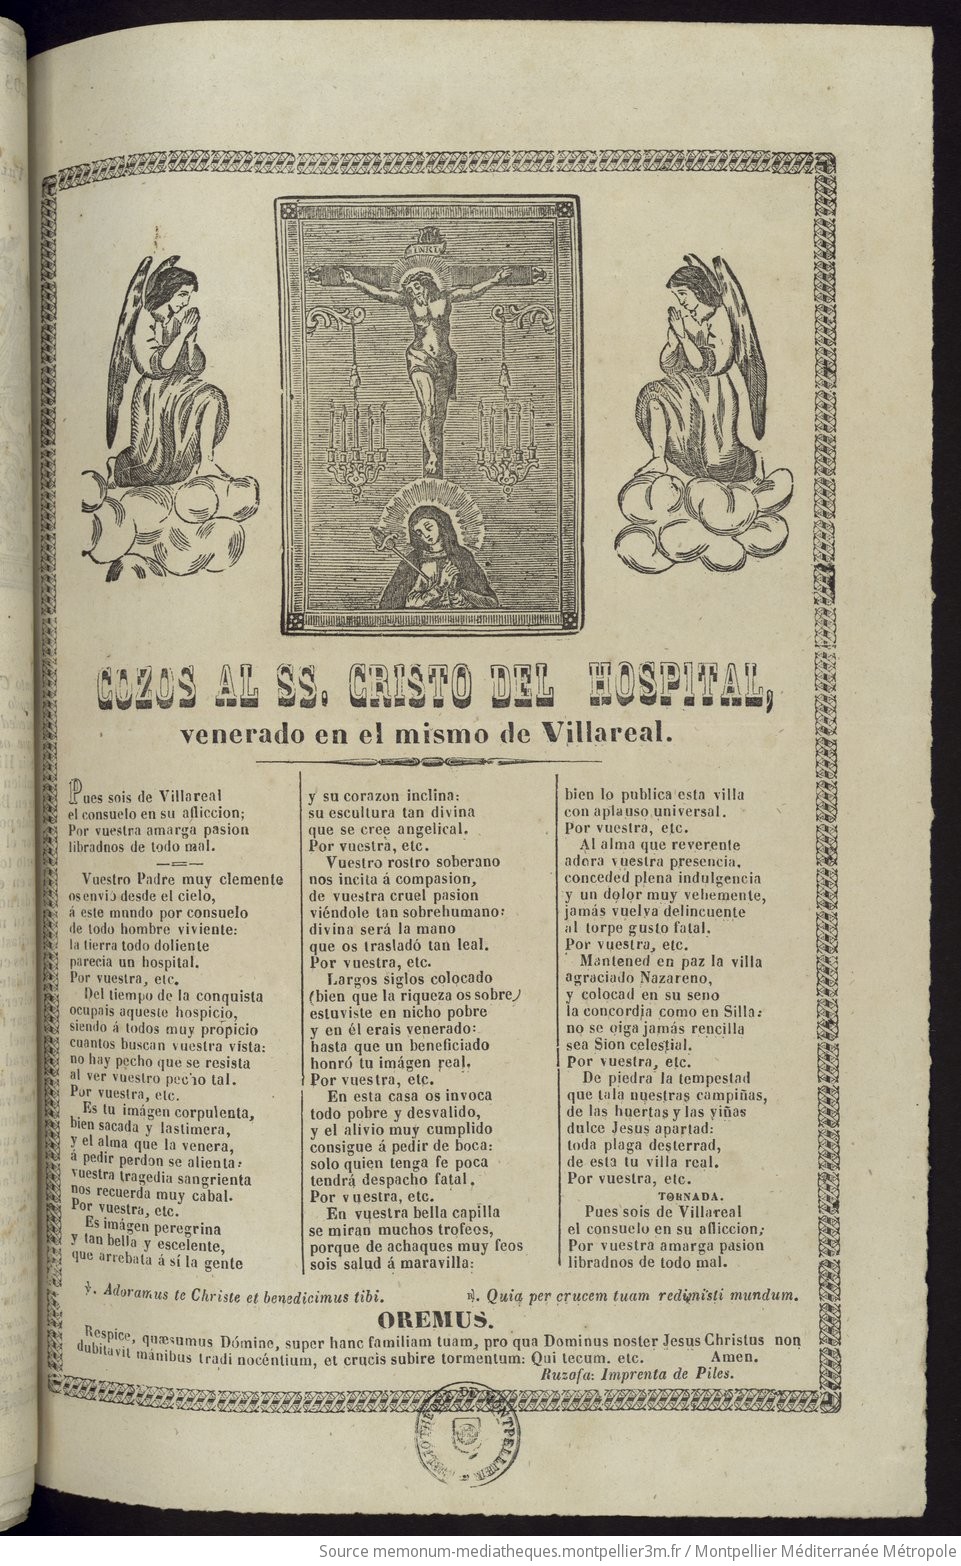 INRI
COZOS AL SS. CRISTO DEL HOSPITAL,
venerado en el mismo de Villareal.
Pues sois de Villareal
el consuelo en su afliccion;
Por vuestra amarga pasion
libradnos de todo mal.
Vuestro Padre muy clemente
os envió desde el cielo,
á este mundo por consuelo
de todo hombre viviente:
la tierra todo doliente
parecia un hospital.
Por vuestra, etc.
Del tiempo de la conquista
ocupais aqueste hospicio,
siendo á todos muy propicio
cuantos buscan vuestra vista:
no hay pecho que se resista
al ver vuestro pecho tal.
Por vuestra, etc.
Es tu imágen corpulenta,
bien sacada y lastimera,
y el alma que la venera,
á pedir perdon se alienta:
vuestra tragedia sangrienta
nos recuerda muy cabal.
Por vuestra, etc.
Es imágen peregrina
y tan bella y escelente,
que arrebata á sí la gente
y su corazon inclina:
su escultura tan divina
que se cree angelical.
Por vuestra, etc.
Vuestro rostro soberano
nos incita á compasion,
de vuestra cruel pasion
viéndole tan sobrehumano:
divina será la mano
que os trasladó tan leal.
Por vuestra, etc.
Largos siglos colocado
(bien que la riqueza os sobre)
estuviste en nicho pobre
y en él erais venerado:
hasta que un beneficiado
honró tu imágen real.
Por vuestra, etc.
En esta casa os invoca
todo pobre y desvalido,
y el alivio muy cumplido
consigue á pedir de boca:
solo quien tenga fe poca
tendrá despacho fatal.
Por vuestra, etc.
En vuestra bella capilla
se miran muchos trofeos,
porque de achaques muy feos
sois salud á maravilla:
bien lo publica esta villa
con aplauso universal.
Por vuestra, etc.
Al alma que reverente
adora vuestra presencia,
conceded plena indulgencia
y un dolor muy vehemente,
jamás vuelva delincuente
al torpe gusto fatal.
Por vuestra, etc.
Mantened en paz la villa
agraciado Nazareno,
y colocad en su seno
la concordia como en Silla:
no se oiga jamás rencilla
sea Sion celestial.
Por vuestra, etc.
De piedra la tempestad
que tala nuestras campiñas,
de las huertas y las viñas
dulce Jesus apartad:
toda plaga desterrad,
de esta tu villa real.
Por vuestra, etc.
TORNADA.
Pues sois de Villareal
el consuelo en su afliccion;
Por vuestra amarga pasion
libradnos de todo mal.
℣. Adoramus te Christe et benedicimus tibi. ℟. Quia per crucem tuam redimisti mundum.
OREMUS.
Respice, quæsumus Dómine, super hanc familiam tuam, pro qua Dominus noster Jesus Christus non
dubitavit mánibus tradi nocéntium, et crucis subire tormentum: Qui tecum. etc. Amen.
Ruzafa: Imprenta de Piles.
BIBLIOTHEQUE DE MONTPELLIER
Source memonum-mediatheques.montpellier3m.fr / Montpellier Méditerranée Métropole